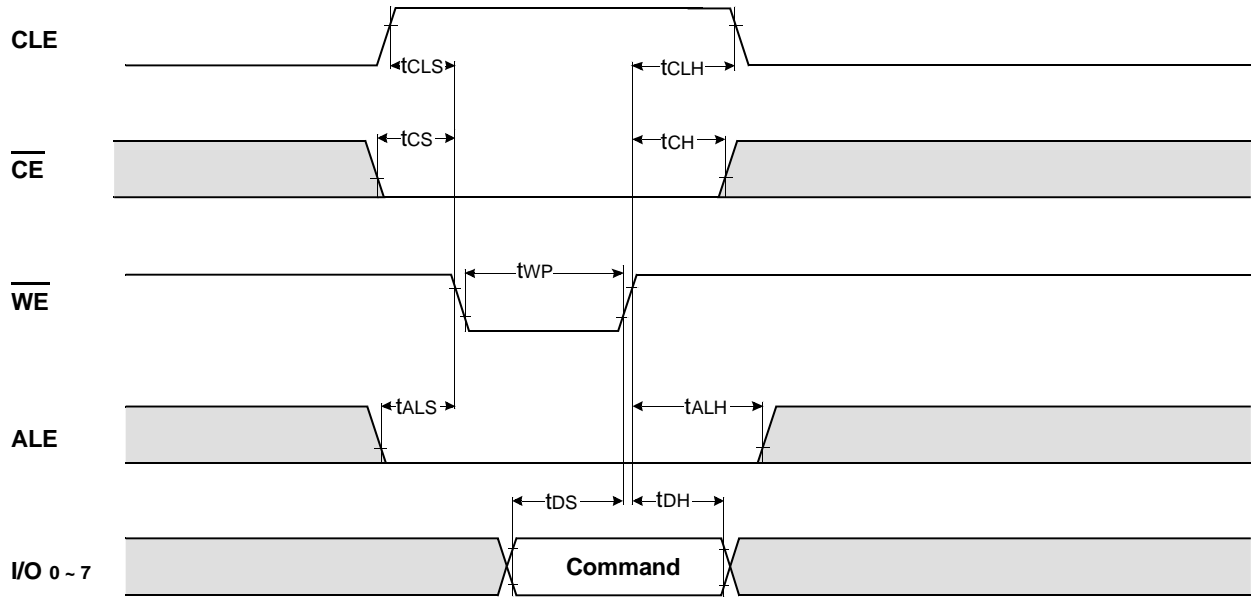 CLE
tCLS
tCLH
CE
tCS
tCH
WE
tWP
ALE
tALS
tALH
tDS
tDH
I/O 0 ~ 7
Command